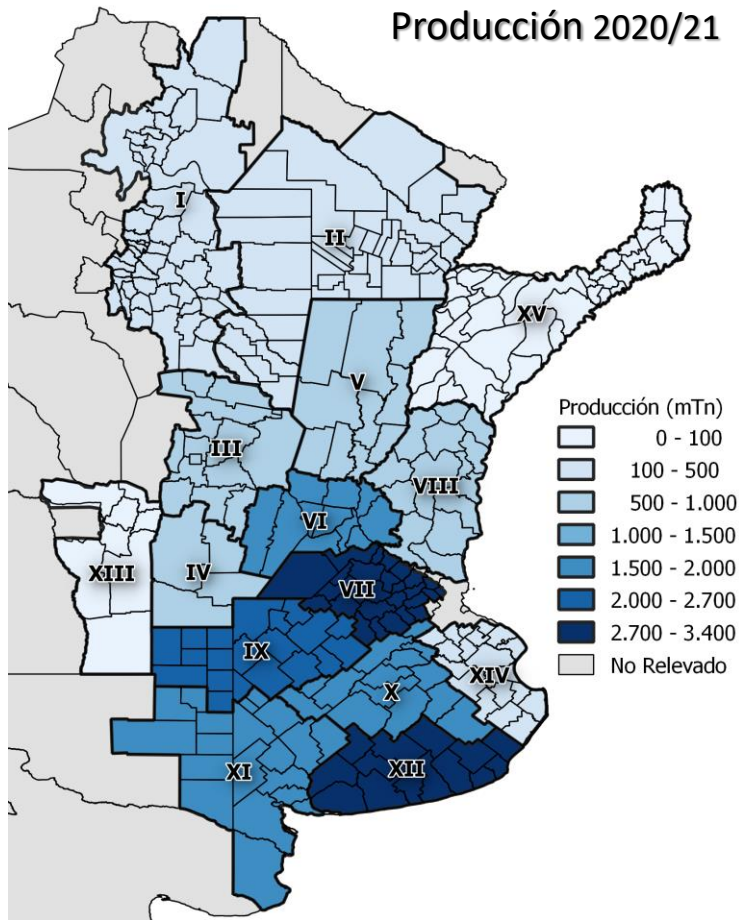 Producción 2020/21
I
II
XV
V
III
VIII
VI
XIII
IV
VII
IX
XIV
X
XI
XII
Producción (mTn)
0 - 100
100 - 500
500 - 1.000
1.000 - 1.500
1.500 - 2.000
2.000 - 2.700
2.700 - 3.400
No Relevado